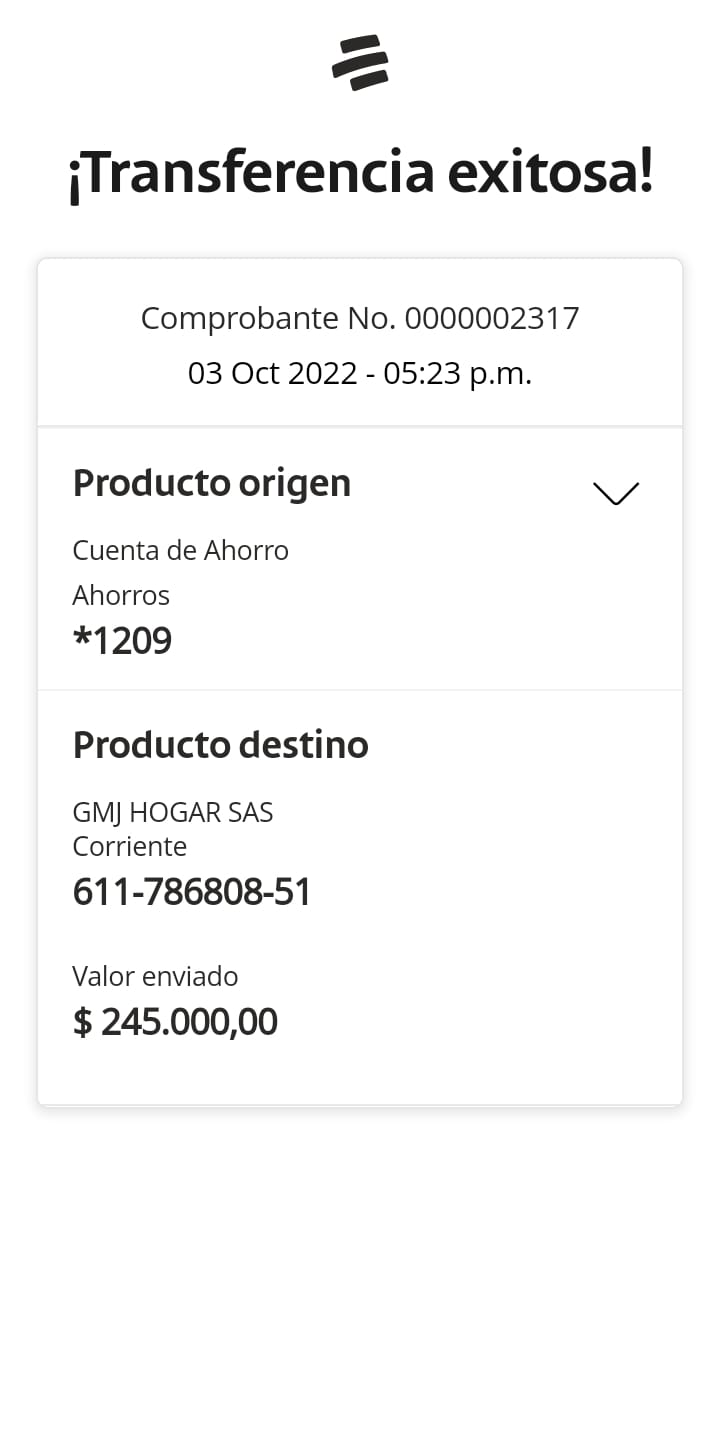 ¡Transferencia exitosa!
Comprobante No. 0000002317
03 Oct 2022 - 05:23 p.m.
Producto origen
Cuenta de Ahorro
Ahorros
*1209
Producto destino
GMJ HOGAR SAS
Corriente
611-786808-51
Valor enviado
$ 245.000,00